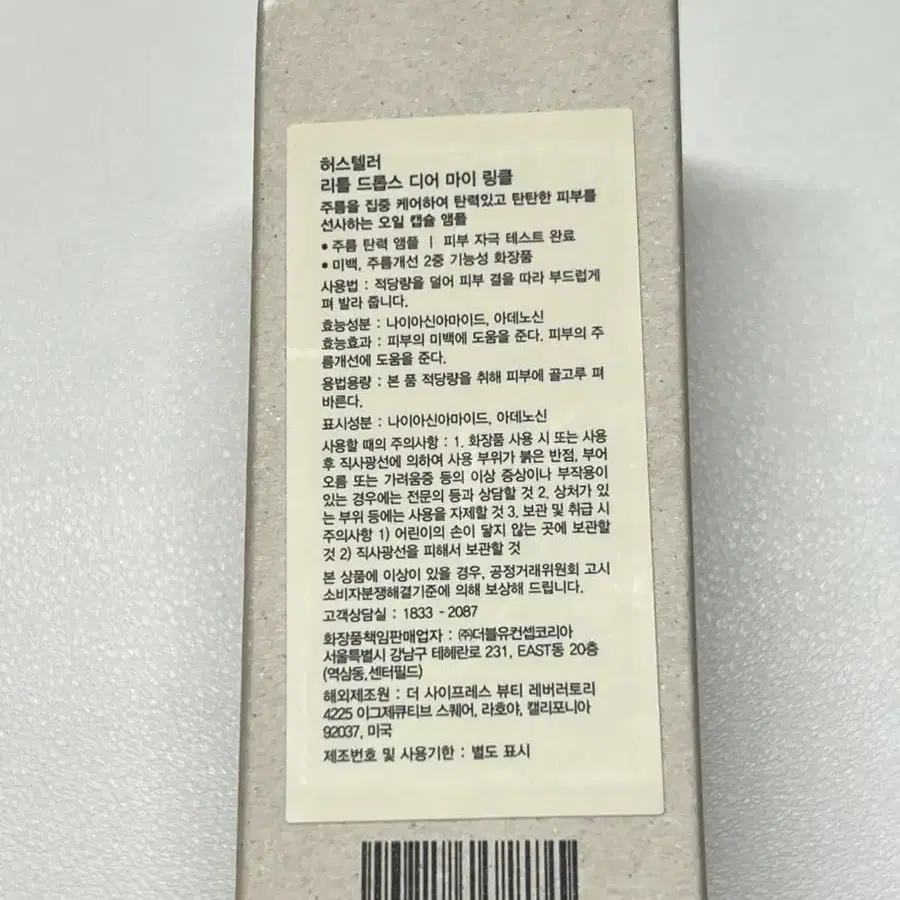 허스텔러
리틀 드롭스 디어 마이 링클
주름을 집중 케어하여 탄력있고 탄탄한 피부를
선사하는 오일 캡슐 앰플
• 주름 탄력 앰플 ㅣ 피부 자극 테스트 완료
• 미백, 주름개선 2중 기능성 화장품
사용법 : 적당량을 덜어 피부 결을 따라 부드럽게
펴 발라 줍니다.
효능성분 : 나이아신아마이드, 아데노신
효능효과 : 피부의 미백에 도움을 준다. 피부의 주
름개선에 도움을 준다.
용법용량 : 본 품 적당량을 취해 피부에 골고루 펴
바른다.
표시성분 : 나이아신아마이드, 아데노신
사용할 때의 주의사항 : 1. 화장품 사용 시 또는 사용
후 직사광선에 의하여 사용 부위가 붉은 반점, 부어
오름 또는 가려움증 등의 이상 증상이나 부작용이
있는 경우에는 전문의 등과 상담할 것 2. 상처가 있
는 부위 등에는 사용을 자제할 것 3. 보관 및 취급 시
주의사항 1) 어린이의 손이 닿지 않는 곳에 보관할
것 2) 직사광선을 피해서 보관할 것
본 상품에 이상이 있을 경우, 공정거래위원회 고시
소비자분쟁해결기준에 의해 보상해 드립니다.
고객상담실 : 1833 - 2087
화장품책임판매업자 : ㈜더블유컨셉코리아
서울특별시 강남구 테헤란로 231, EAST동 20층
(역삼동,센터필드)
해외제조원 : 더 사이프레스 뷰티 레버러토리
4225 이그제큐티브 스퀘어, 라호야, 캘리포니아
92037, 미국
제조번호 및 사용기한 : 별도 표시